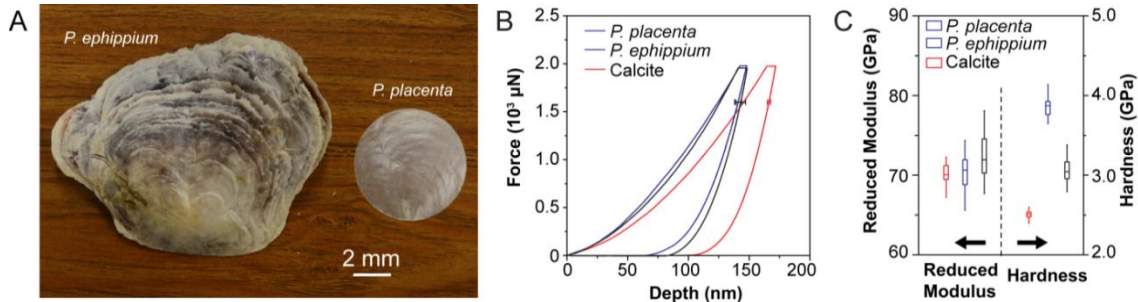 A
P. ephippium
P. placenta
2 mm
B
Force (10³ μN)
2.5
2.0
1.5
1.0
0.5
0
P. placenta
P. ephippium
Calcite
0 50 100 150 200
Depth (nm)
C
Reduced Modulus (GPa)
90
80
70
60
P. placenta
P. ephippium
Calcite
5.0
4.0
3.0
2.0
Hardness (GPa)
Reduced
Modulus
Hardness